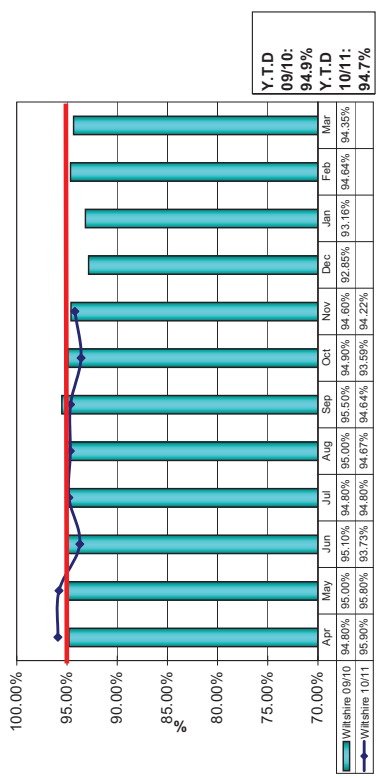 100.00%
95.00%
90.00%
85.00%
80.00%
75.00%
70.00%
%
Apr May Jun Jul Aug Sep Oct Nov Dec Jan Feb Mar
Wiltshire 09/10 94.80% 95.00% 95.10% 94.80% 95.00% 95.50% 94.90% 94.60% 92.85% 93.16% 94.64% 94.35%
Wiltshire 10/11 95.90% 95.80% 93.73% 94.80% 94.67% 94.64% 93.59% 94.22%
Y.T.D
09/10:
94.9%
Y.T.D
10/11:
94.7%